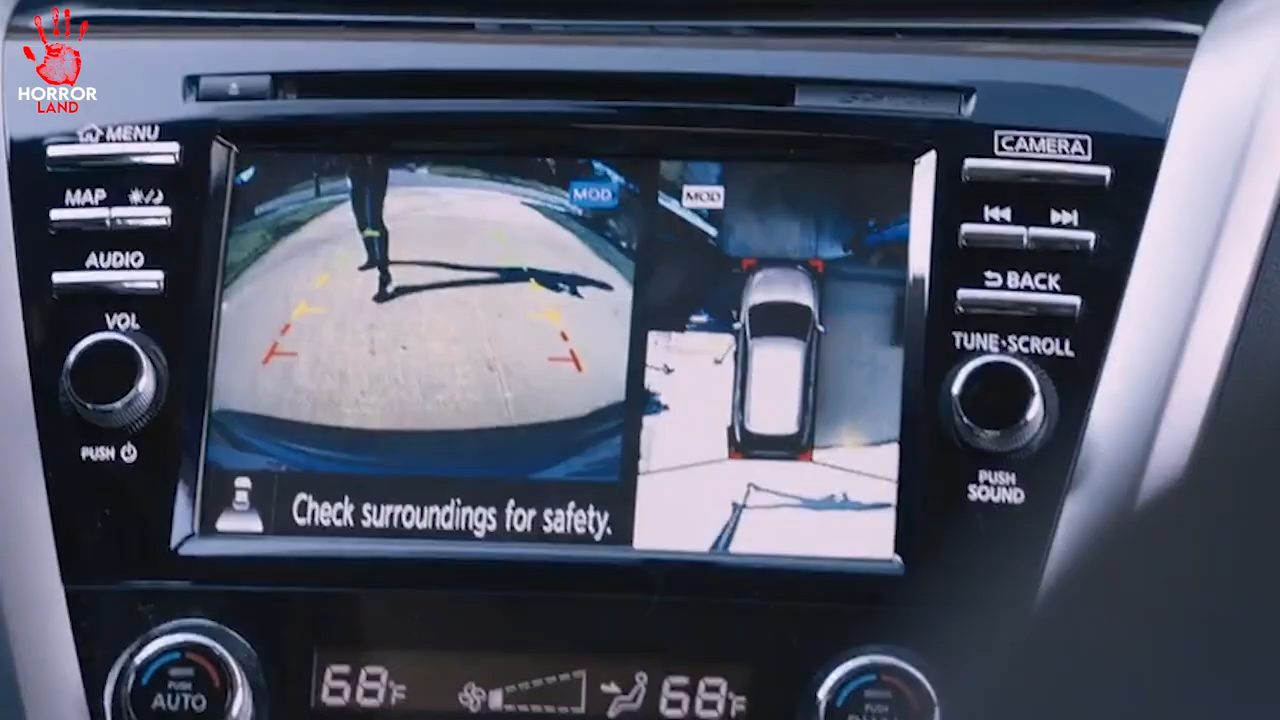 HORROR
LAND
MENU
MAP
AUDIO
VOL
PUSH
MOD
MOD
Check surroundings for safety.
CAMERA
BACK
TUNE·SCROLL
PUSH
SOUND
68°F
68°F
PUSH
AUTO